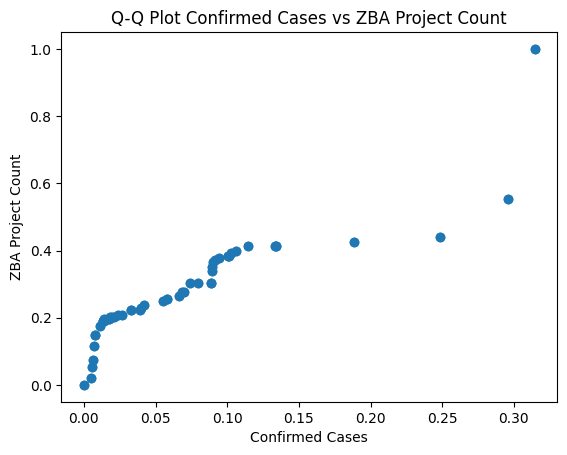 Q-Q Plot Confirmed Cases vs ZBA Project Count
1.0
0.8
0.6
0.4
0.2
0.0
ZBA Project Count
0.00 0.05 0.10 0.15 0.20 0.25 0.30
Confirmed Cases